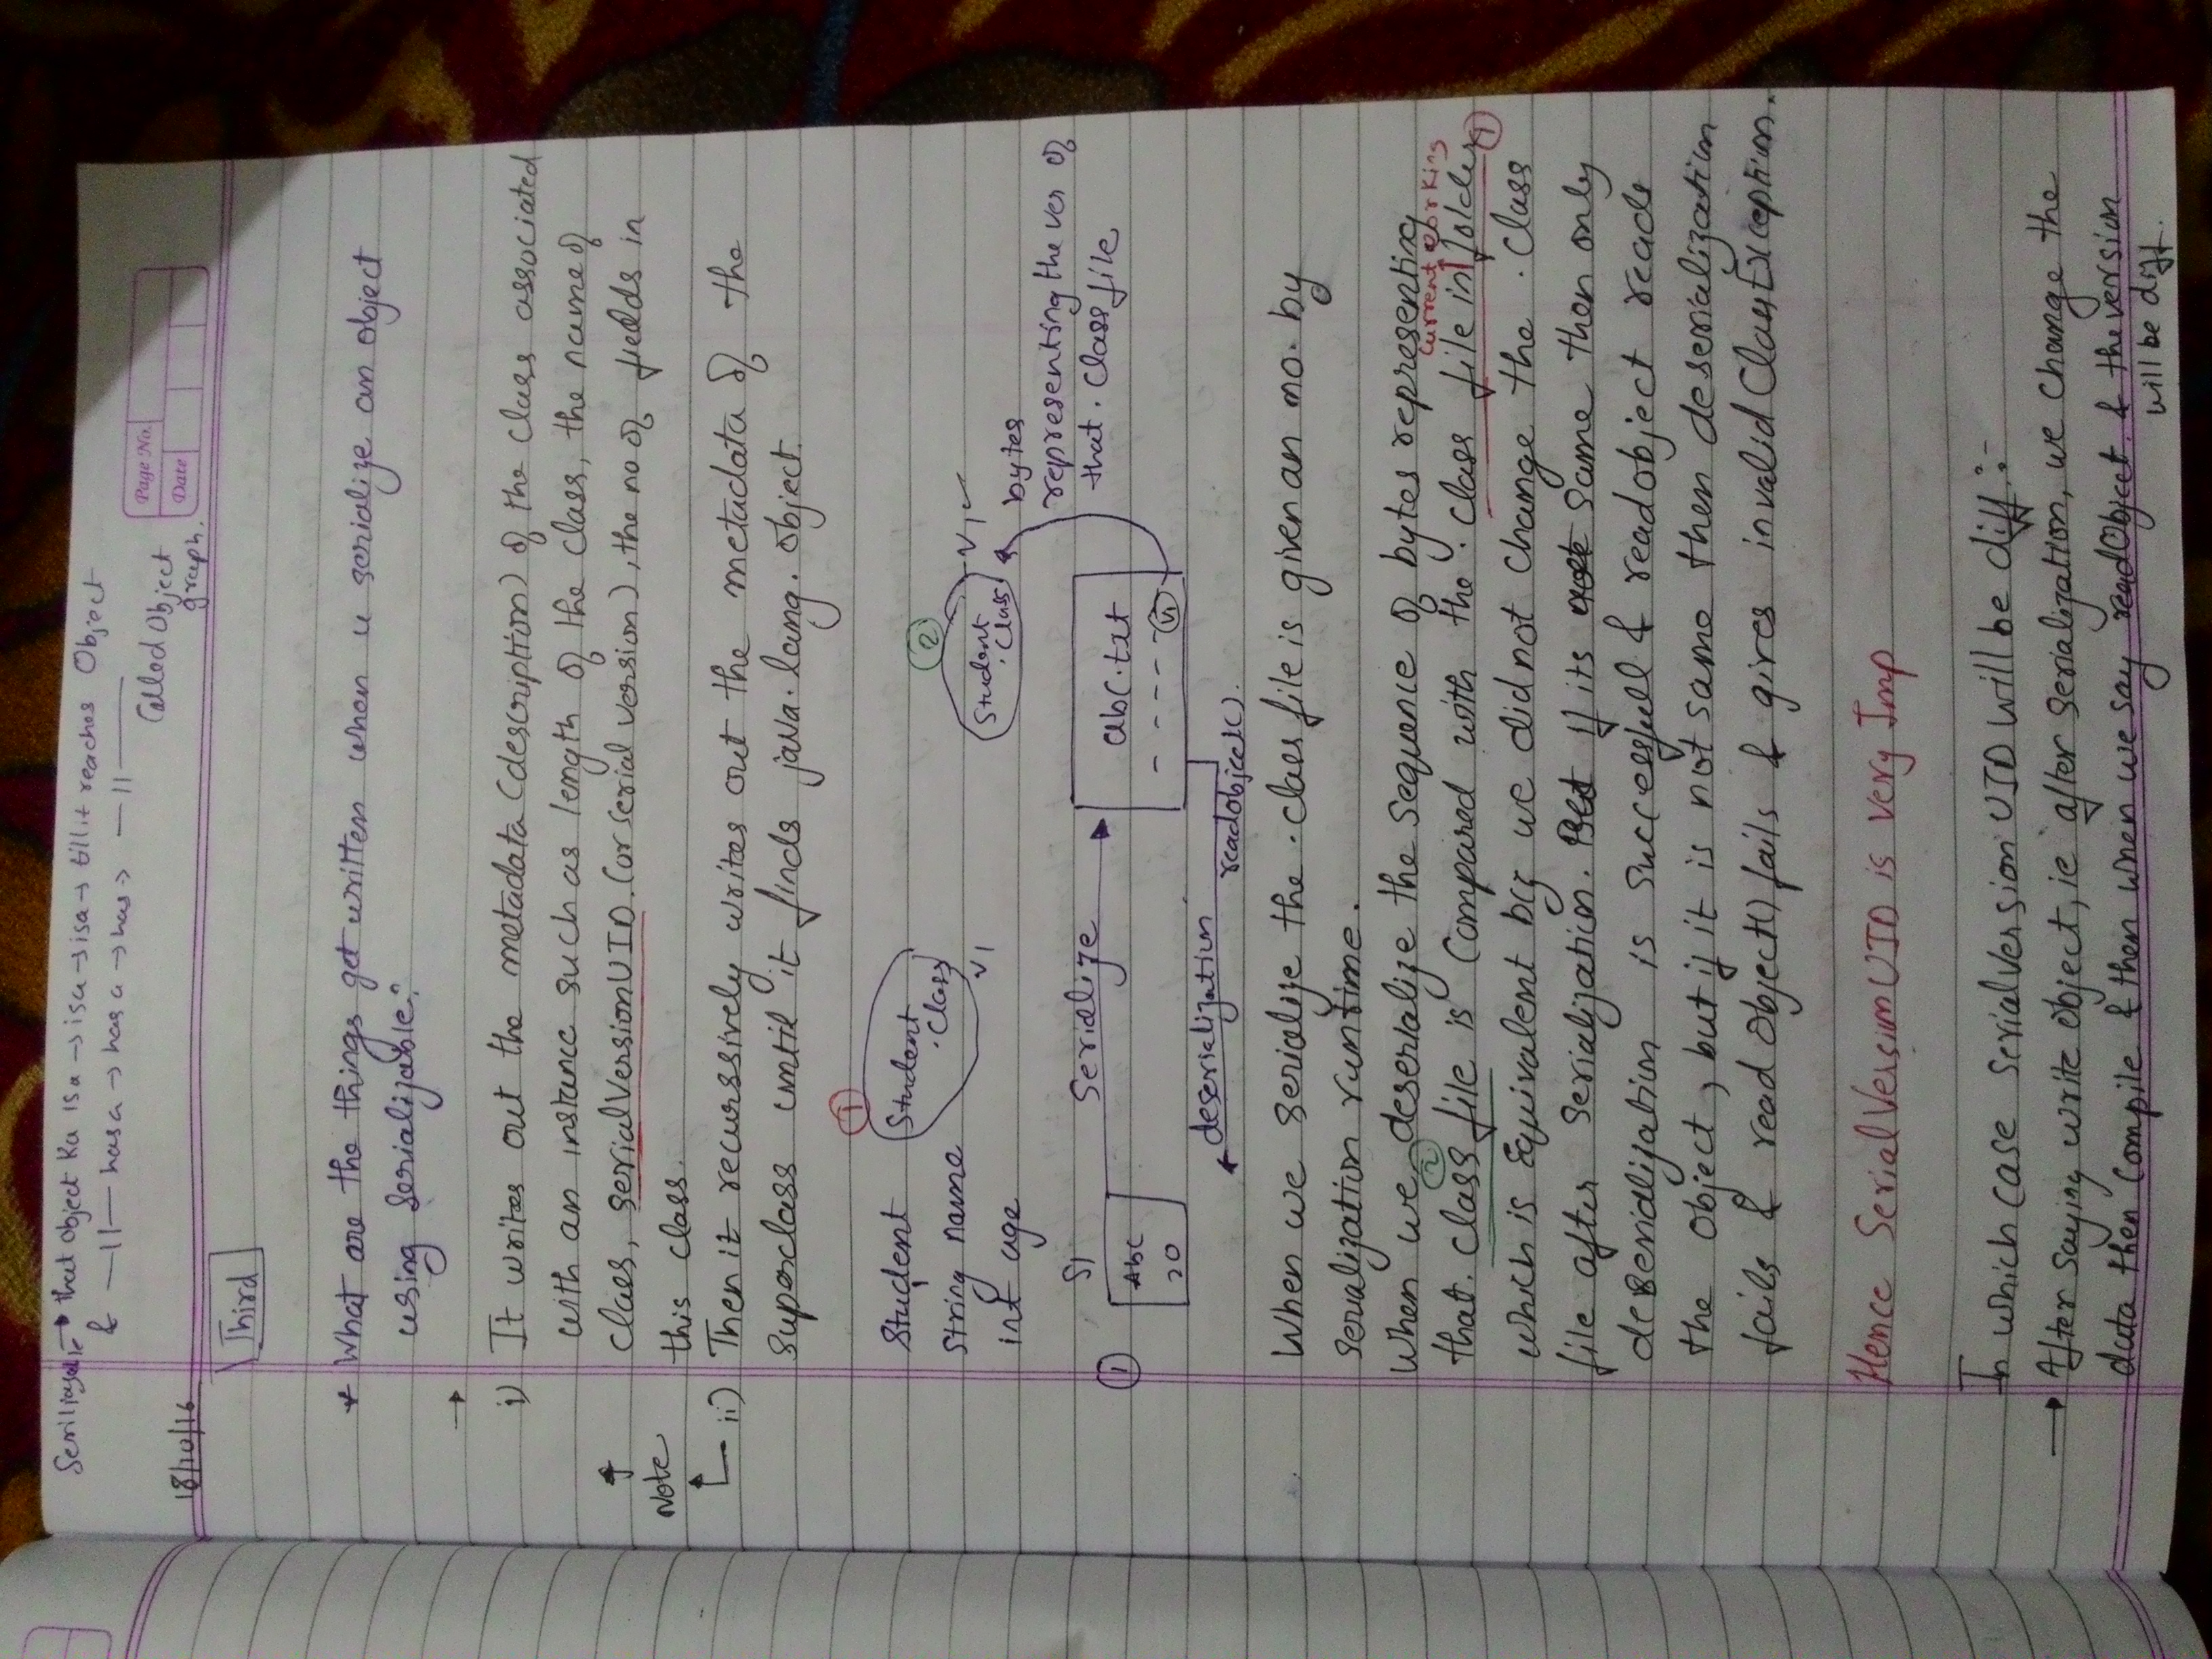 Serilizable → that object ka isa → isa → isa → till it reaches Object
& —||— hasa → has a → has → —||—
Called Object
graph.
Page No.
Date
18/10/16
Third
* What are the things get written when u serialize an object
using Serializable?
→
i) It writes out the metadata (description) of the class associated
with an instance such as length of the class, the name of
class, serialVersionUID. (or serial version), the no of fields in
this class.
Note
ii) Then it recurssively writes out the metadata of the
superclass until it finds java.lang.object.
Student
String name
int age
1
Student
.Class
V1
2
Student
.Class
V1 ✓
bytes
representing the ver of
that .Class file
1
S1
Abc
20
Serialize
abc.txt
- - - - - V1
deserialization
readobject().
When we serialize the .class file is given an no. by
serialization runtime.
When we deserialize the sequence of bytes representing
2
current working
that .class file is compared with the .class file in folder 1
which is Equivalent bcz we did not change the .Class
file after serialization. But if its not same then only
deserialization is successfull & readobject reads
the object, but if it is not same then deserialization
fails & read Object() fails & gives invalid ClassException.
Hence SerialVersionUID is very Imp
In which case serialVersion UID will be diff :-
→ After saying write object, ie after serialization, we change the
data then compile & then when we say readObject & the version
will be diff.